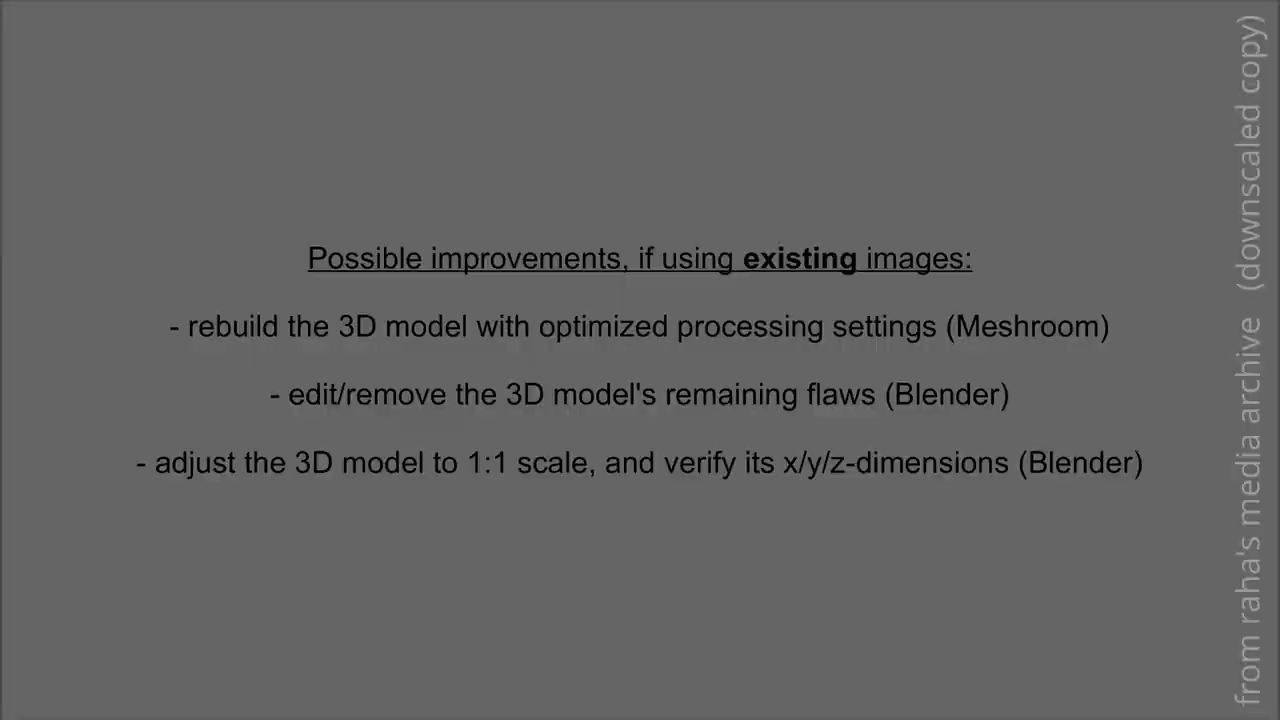 Possible improvements, if using existing images:
- rebuild the 3D model with optimized processing settings (Meshroom)
- edit/remove the 3D model's remaining flaws (Blender)
- adjust the 3D model to 1:1 scale, and verify its x/y/z-dimensions (Blender)
from raha's media archive (downscaled copy)